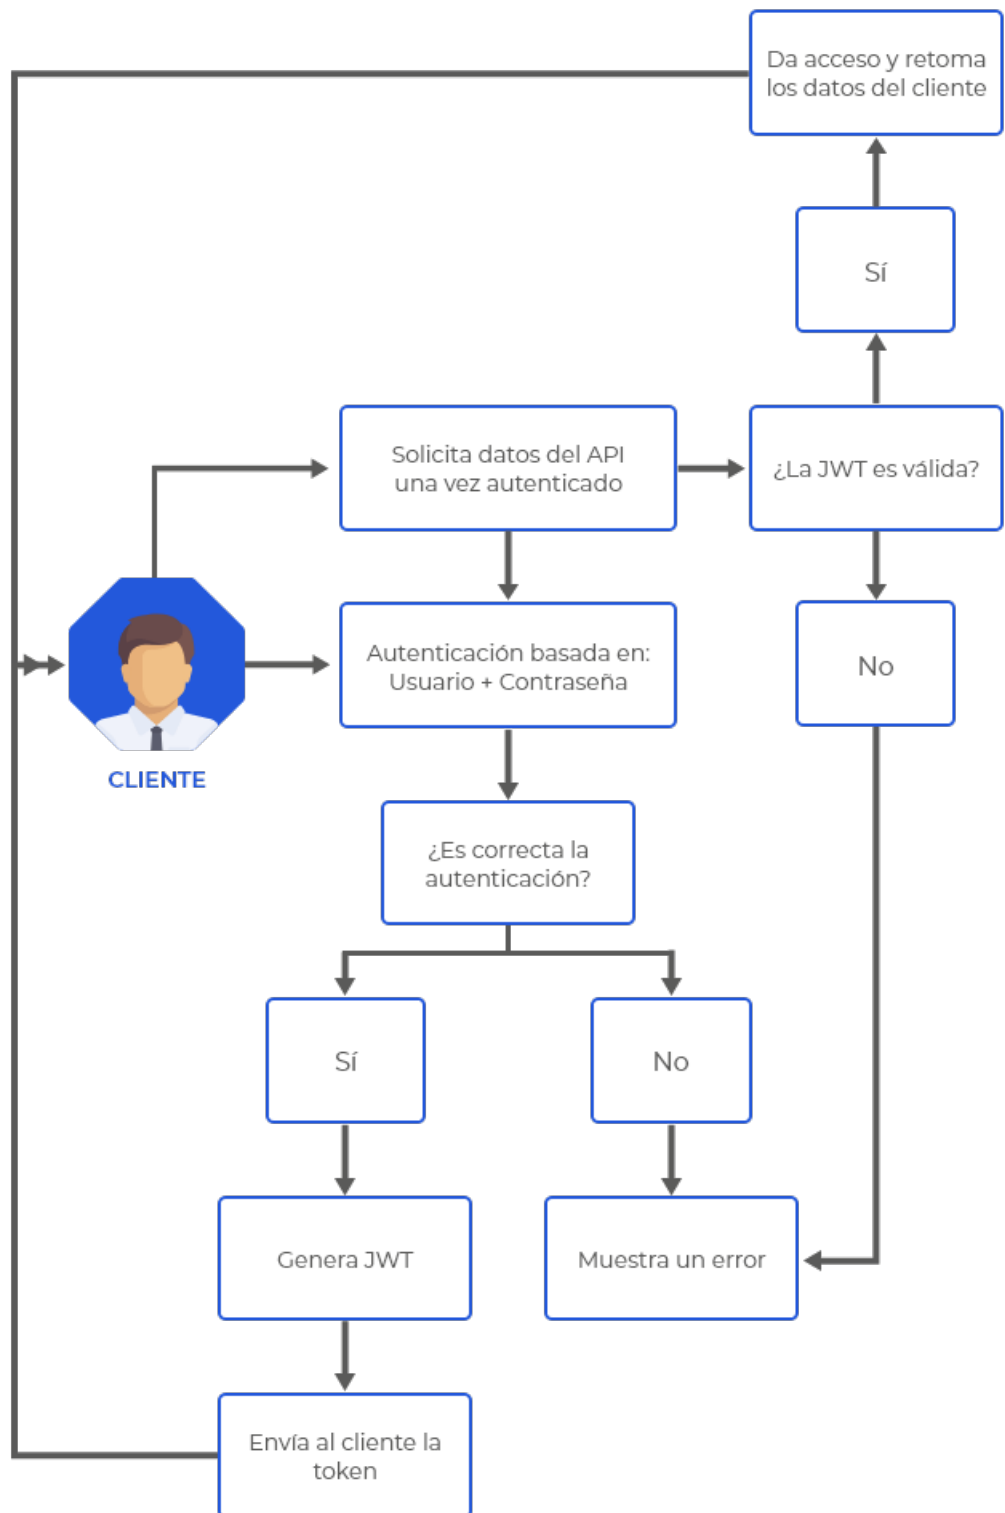 Da acceso y retoma
los datos del cliente
Sí
Solicita datos del API
una vez autenticado
¿La JWT es válida?
Autenticación basada en:
Usuario + Contraseña
No
CLIENTE
¿Es correcta la
autenticación?
Sí
No
Genera JWT
Muestra un error
Envía al cliente la
token